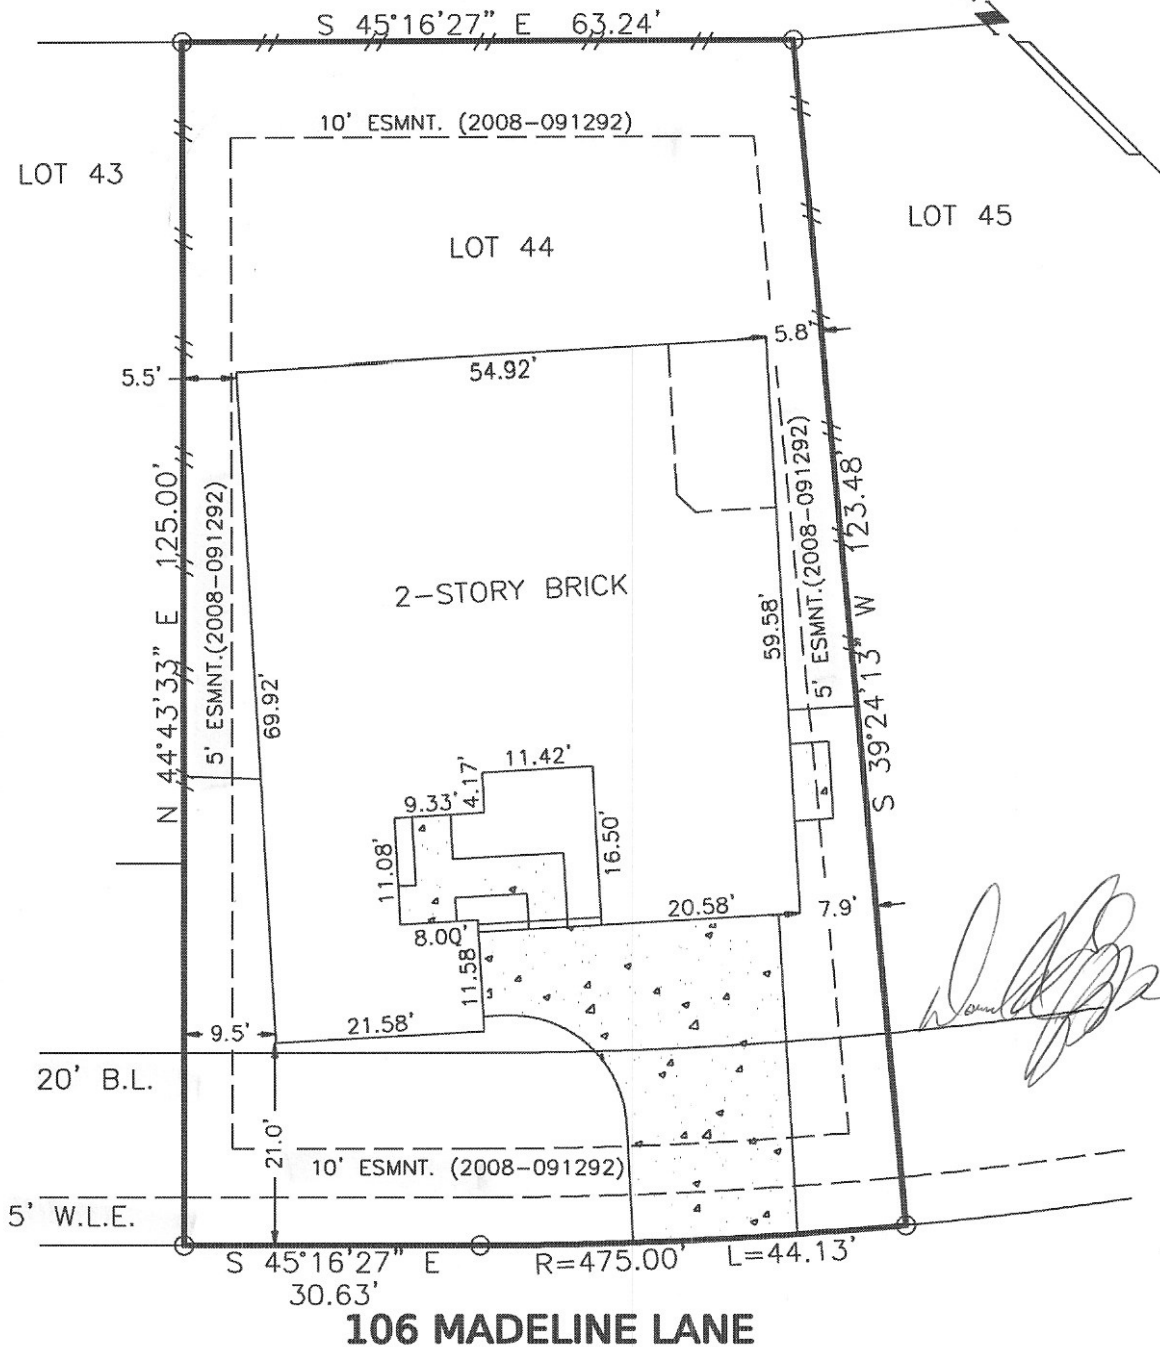 S 45°16'27" E 63.24'
10' ESMNT. (2008-091292)
LOT 43
LOT 45
LOT 44
5.8'
54.92'
5.5'
N 44°43'33" E 125.00'
5' ESMNT.(2008-091292)
69.92'
2-STORY BRICK
59.58'
5' ESMNT.(2008-091292)
S 39°24'13" W 123.48'
11.42'
4.17'
9.33'
11.08'
16.50'
20.58'
7.9'
8.00'
11.58'
21.58'
9.5'
20' B.L.
21.0'
10' ESMNT. (2008-091292)
5' W.L.E.
S 45°16'27" E
30.63'
R=475.00'
L=44.13'
106 MADELINE LANE